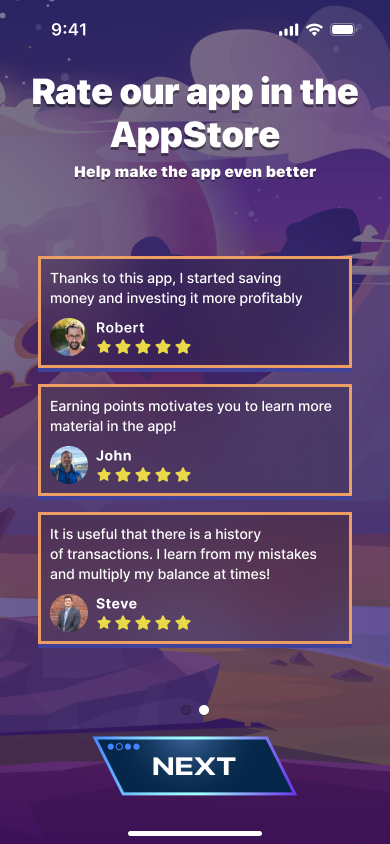 9:41
Rate our app in the
AppStore
Help make the app even better
Thanks to this app, I started saving
money and investing it more profitably
Robert
Earning points motivates you to learn more
material in the app!
John
It is useful that there is a history
of transactions. I learn from my mistakes
and multiply my balance at times!
Steve
NEXT